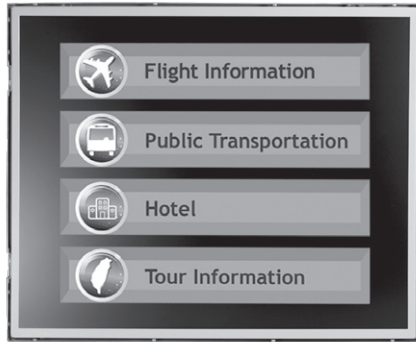 Flight Information
Public Transportation
Hotel
Tour Information